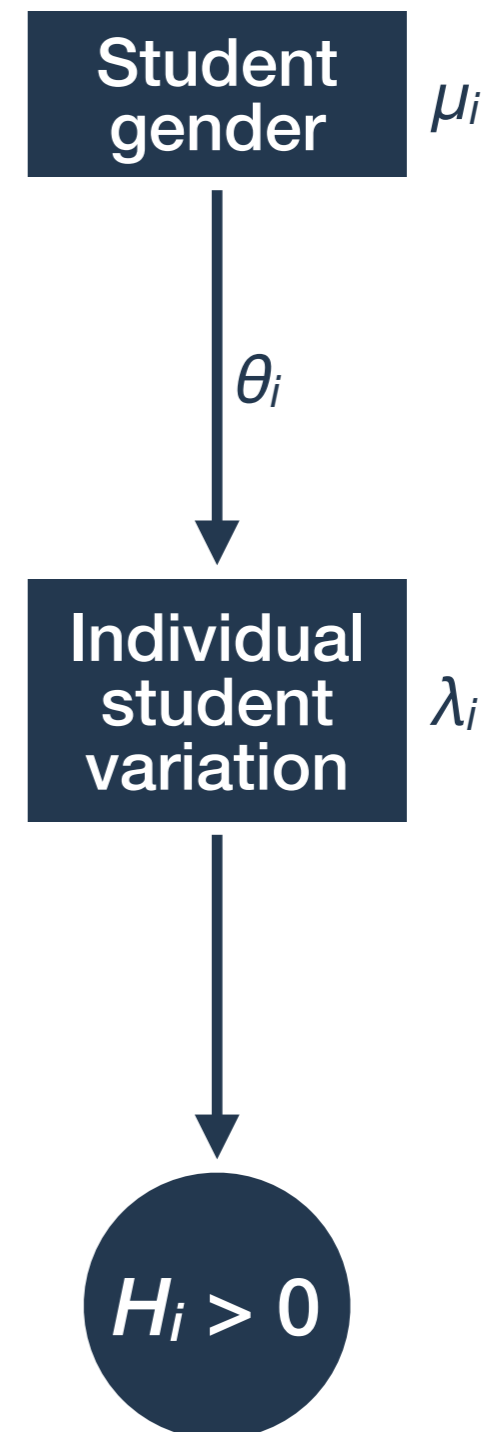 Student
gender
μi
θi
Individual
student
variation
λi
Hi > 0